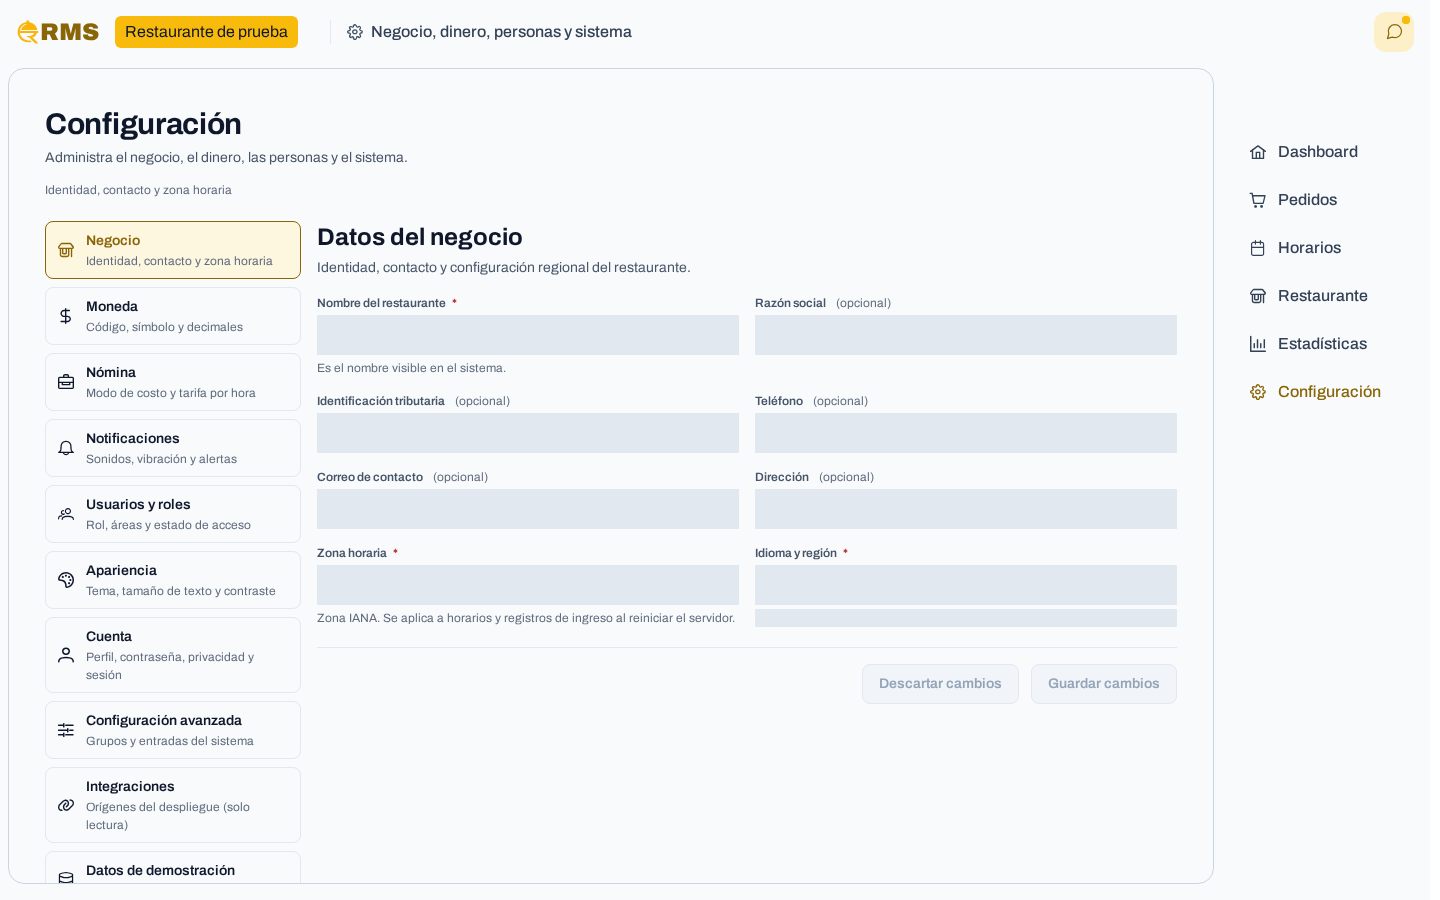 RMS
Restaurante de prueba
Negocio, dinero, personas y sistema
Configuración
Administra el negocio, el dinero, las personas y el sistema.
Identidad, contacto y zona horaria
Negocio
Identidad, contacto y zona horaria
Moneda
Código, símbolo y decimales
Nómina
Modo de costo y tarifa por hora
Notificaciones
Sonidos, vibración y alertas
Usuarios y roles
Rol, áreas y estado de acceso
Apariencia
Tema, tamaño de texto y contraste
Cuenta
Perfil, contraseña, privacidad y
sesión
Configuración avanzada
Grupos y entradas del sistema
Integraciones
Orígenes del despliegue (solo
lectura)
Datos de demostración
Datos del negocio
Identidad, contacto y configuración regional del restaurante.
Nombre del restaurante *
Razón social (opcional)
Es el nombre visible en el sistema.
Identificación tributaria (opcional)
Teléfono (opcional)
Correo de contacto (opcional)
Dirección (opcional)
Zona horaria *
Idioma y región *
Zona IANA. Se aplica a horarios y registros de ingreso al reiniciar el servidor.
Descartar cambios
Guardar cambios
Dashboard
Pedidos
Horarios
Restaurante
Estadísticas
Configuración